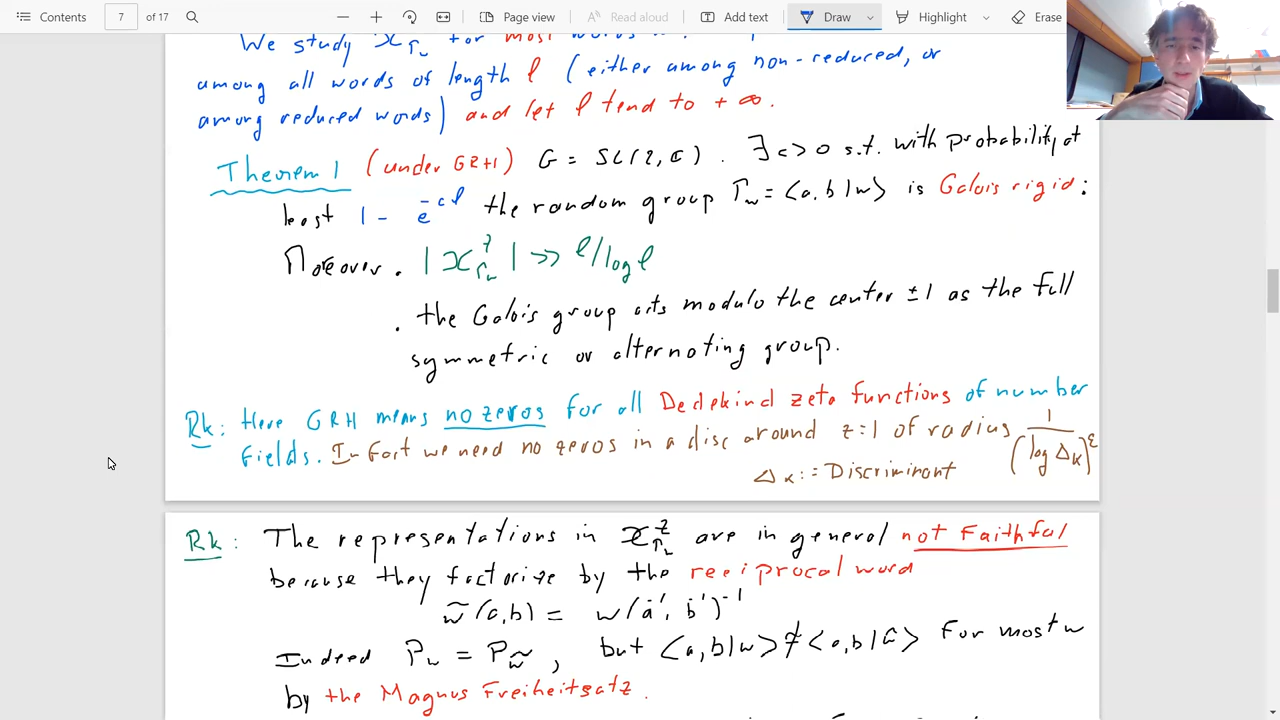 Contents 7 of 17 Page view Read aloud Add text Draw Highlight Erase
We study 𝒳_Γw for most words
among all words of length ℓ (either among non-reduced, or
among reduced words) and let ℓ tend to +∞.
Theorem 1 (under GRH) G = SL(2,ℂ). ∃ c>0 s.t. with probability at
least 1 - e^{-cℓ} the random group Γ_w = <a,b|w> is Galois rigid:
Moreover. |𝒳^z_Γw| >> ℓ/log ℓ
. the Galois group acts modulo the center ±1 as the full
symmetric or alternating group.
Rk: Here GRH means no zeros for all Dedekind zeta functions of number
fields. In fact we need no zeros in a disc around z=1 of radius 1/(log Δ_K)^ε
Δ_K := Discriminant
Rk: The representations in 𝒳^z_Γw are in general not faithful
because they factorize by the reciprocal word
w̃(a,b) = w(a^{-1}, b^{-1})^{-1}
Indeed P_w = P_w̃, but <a,b|w> ≠ <a,b|w̃> for most w
by the Magnus Freiheitsatz.